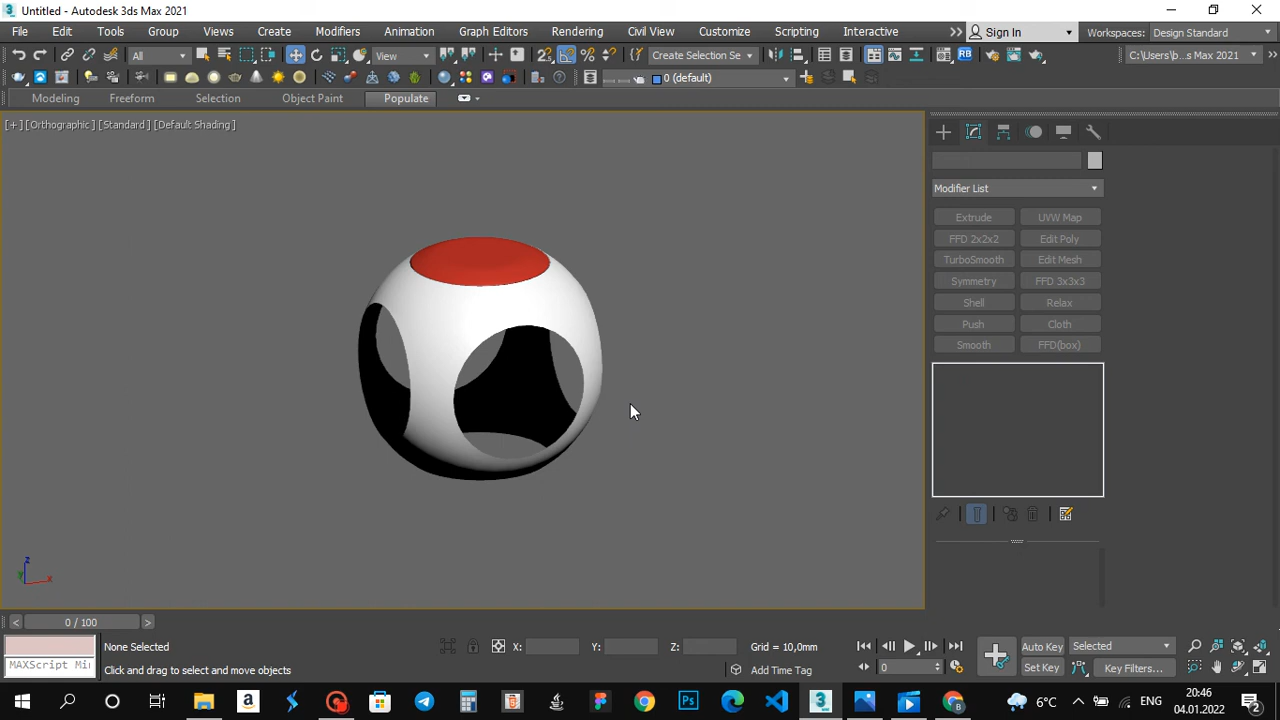 Untitled - Autodesk 3ds Max 2021
File Edit Tools Group Views Create Modifiers Animation Graph Editors Rendering Civil View Customize Scripting Interactive Sign In Workspaces: Design Standard
All View Create Selection Se C:\Users\b...s Max 2021
0 (default)
Modeling Freeform Selection Object Paint Populate
[+] [Orthographic] [Standard] [Default Shading]
Modifier List
Extrude UVW Map
FFD 2x2x2 Edit Poly
TurboSmooth Edit Mesh
Symmetry FFD 3x3x3
Shell Relax
Push Cloth
Smooth FFD(box)
z
y x
< 0 / 100 >
None Selected X: Y: Z: Grid = 10,0mm Auto Key Selected
MAXScript Mi Click and drag to select and move objects Add Time Tag 0 Set Key Key Filters...
6°C ENG 20:46
04.01.2022 2